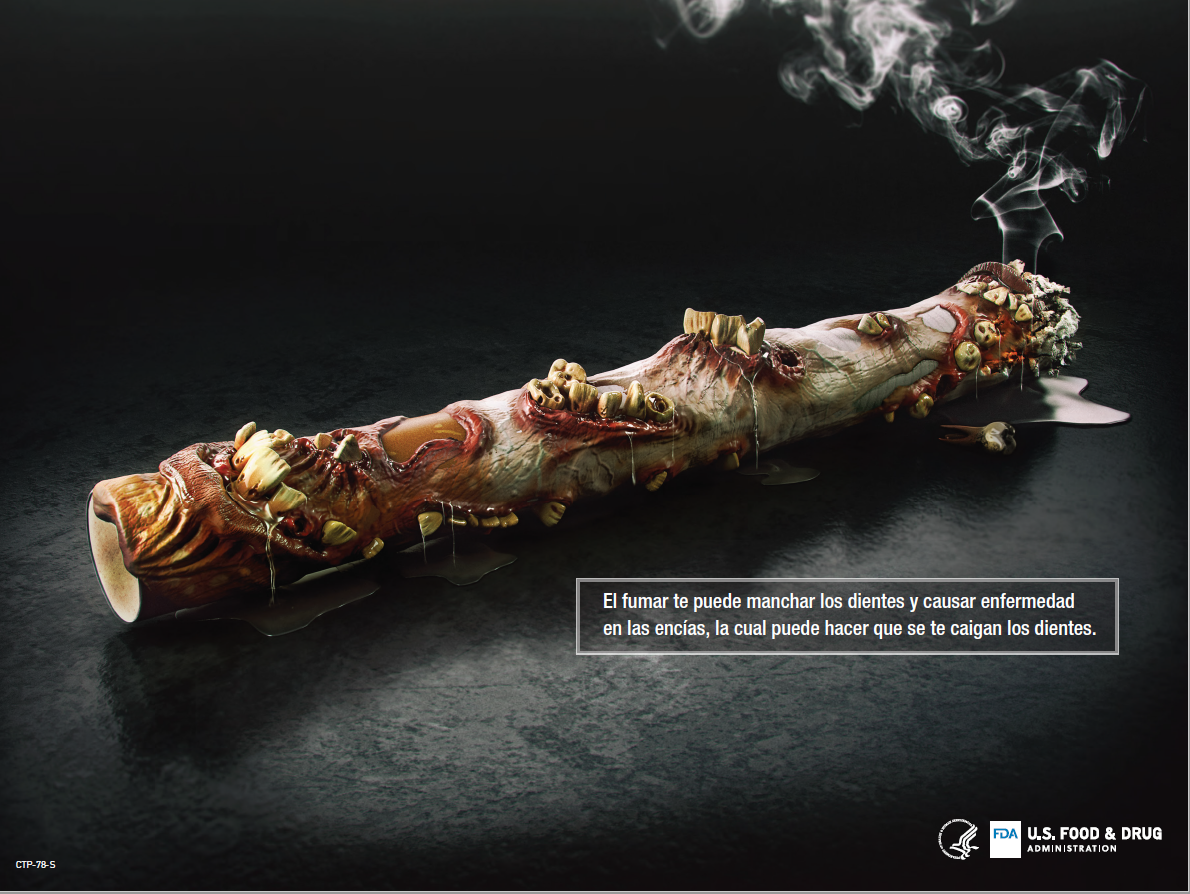 El fumar te puede manchar los dientes y causar enfermedad
en las encías, la cual puede hacer que se te caigan los dientes.
FDA
U.S. FOOD & DRUG
ADMINISTRATION
CTP-78-S